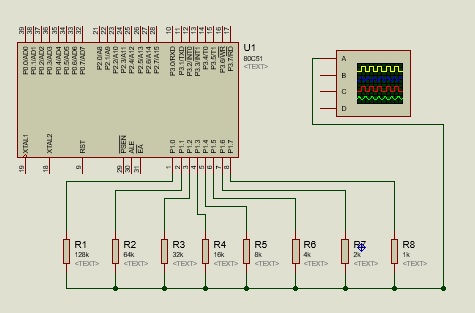 39 38 37 36 35 34 33 32 21 22 23 24 25 26 27 28 10 11 12 13 14 15 16 17
P0.0/AD0
P0.1/AD1
P0.2/AD2
P0.3/AD3
P0.4/AD4
P0.5/AD5
P0.6/AD6
P0.7/AD7
P2.0/A8
P2.1/A9
P2.2/A10
P2.3/A11
P2.4/A12
P2.5/A13
P2.6/A14
P2.7/A15
P3.0/RXD
P3.1/TXD
P3.2/INT0
P3.3/INT1
P3.4/T0
P3.5/T1
P3.6/WR
P3.7/RD
U1
80C51
<TEXT>
A
B
C
D
XTAL1
XTAL2
RST
PSEN
ALE
EA
P1.0
P1.1
P1.2
P1.3
P1.4
P1.5
P1.6
P1.7
19 18 9 29 30 31 1 2 3 4 5 6 7 8
R1 R2 R3 R4 R5 R6 R7 R8
128k 64k 32k 16k 8k 4k 2k 1k
<TEXT> <TEXT> <TEXT> <TEXT> <TEXT> <TEXT> <TEXT> <TEXT>